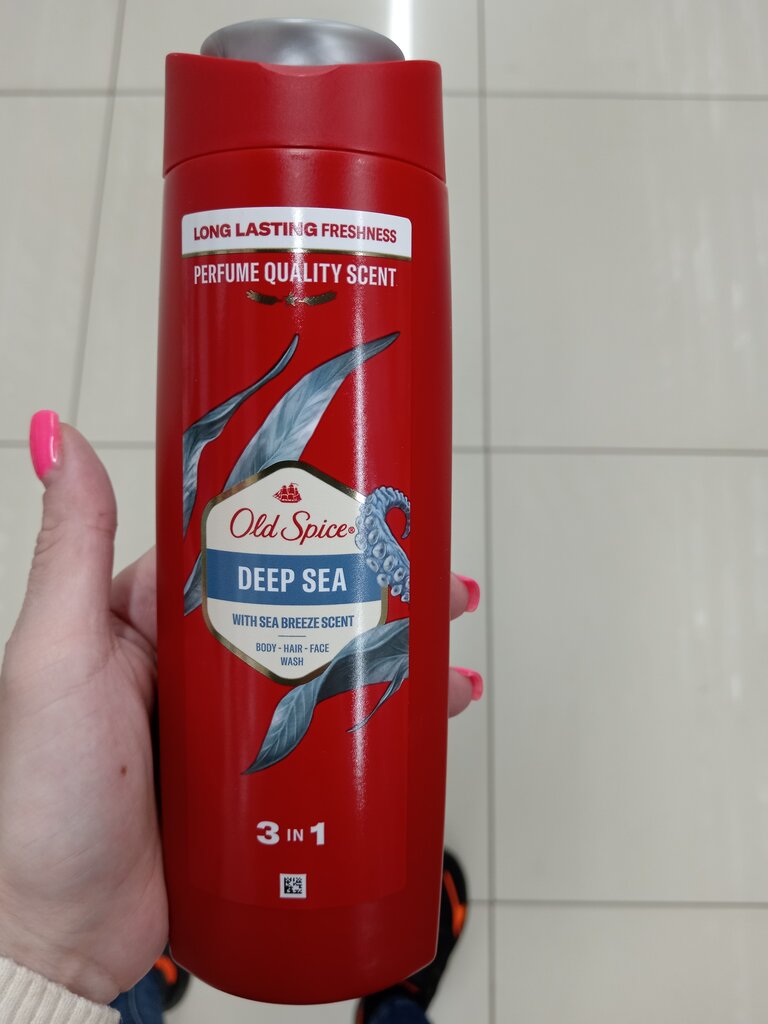 LONG LASTING FRESHNESS
PERFUME QUALITY SCENT
Old Spice®
DEEP SEA
WITH SEA BREEZE SCENT
BODY - HAIR - FACE
WASH
3 IN 1